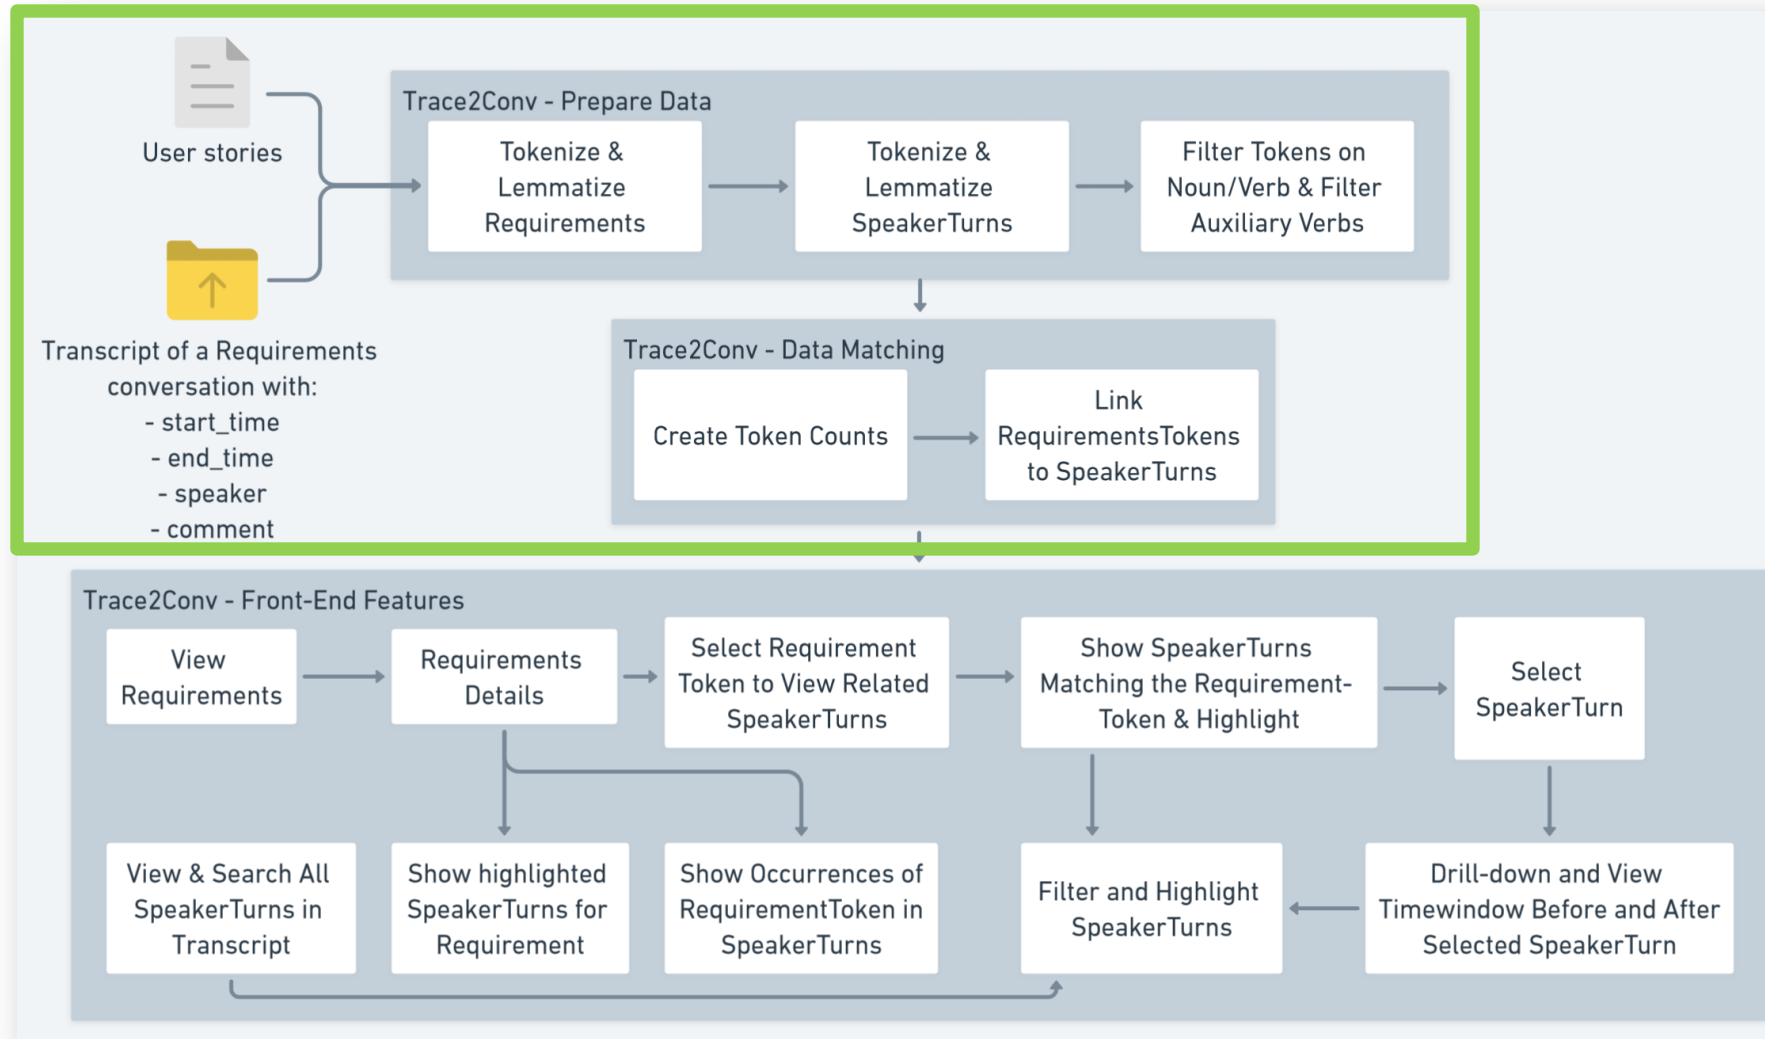 User stories
Transcript of a Requirements
conversation with:
- start_time
- end_time
- speaker
- comment
Trace2Conv - Prepare Data
Tokenize &
Lemmatize
Requirements
Tokenize &
Lemmatize
SpeakerTurns
Filter Tokens on
Noun/Verb & Filter
Auxiliary Verbs
Trace2Conv - Data Matching
Create Token Counts
Link
RequirementsTokens
to SpeakerTurns
Trace2Conv - Front-End Features
View
Requirements
Requirements
Details
Select Requirement
Token to View Related
SpeakerTurns
Show SpeakerTurns
Matching the Requirement-
Token & Highlight
Select
SpeakerTurn
View & Search All
SpeakerTurns in
Transcript
Show highlighted
SpeakerTurns for
Requirement
Show Occurrences of
RequirementToken in
SpeakerTurns
Filter and Highlight
SpeakerTurns
Drill-down and View
Timewindow Before and After
Selected SpeakerTurn